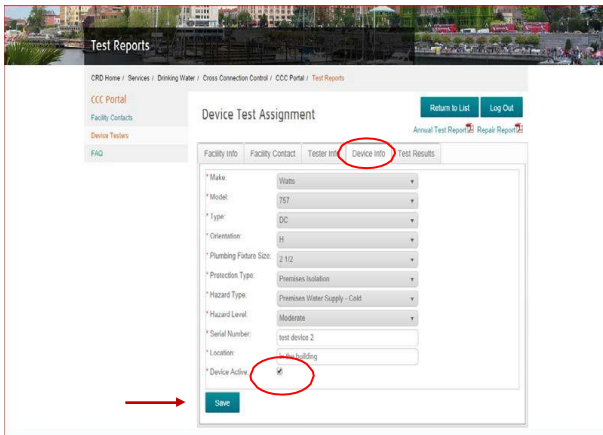 Test Reports
CRD Home / Services / Drinking Water / Cross Connection Control / CCC Portal / Test Reports
CCC Portal
Facility Contacts
Device Testers
FAQ
Device Test Assignment
Return to List Log Out
Annual Test Report Repair Report
Facility Info Facility Contact Tester Info Device Info Test Results
* Make: Watts
* Model: 757
* Type: DC
* Orientation: H
* Plumbing Fixture Size: 2 1/2
* Protection Type: Premises Isolation
* Hazard Type: Premises Water Supply - Cold
* Hazard Level: Moderate
* Serial Number: test device 2
* Location: in the building
* Device Active:
Save